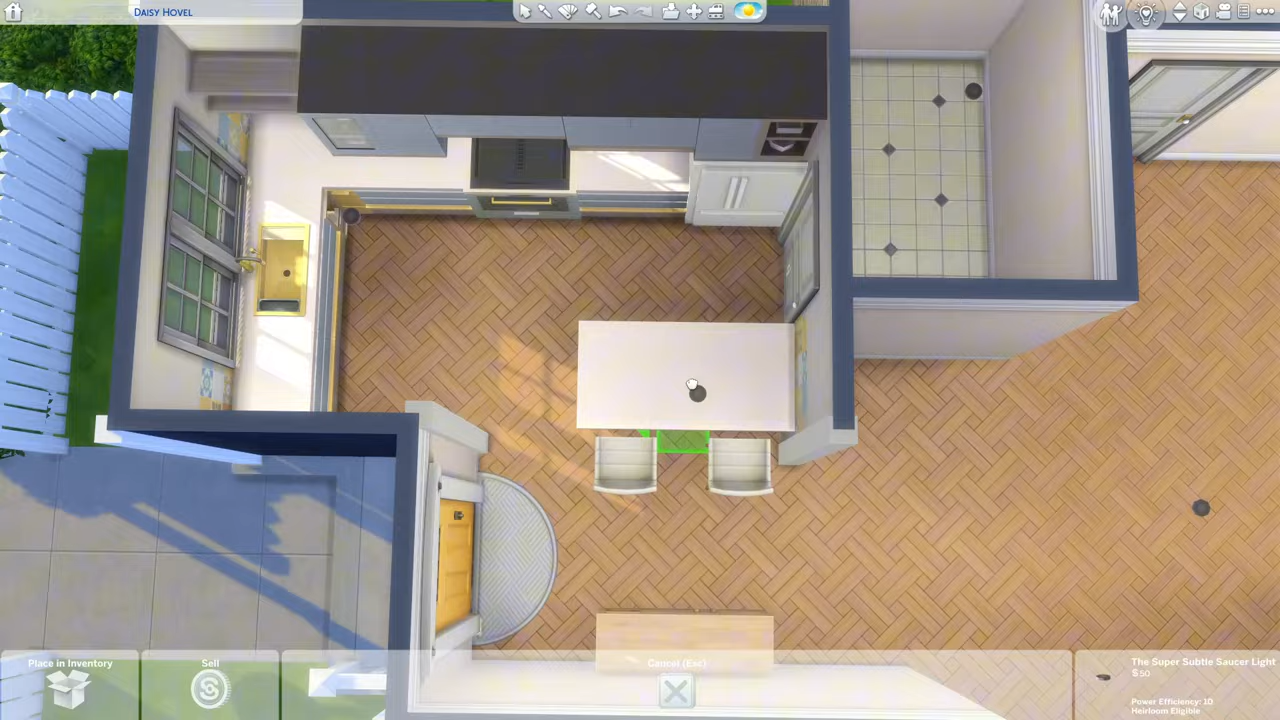 DAISY HOVEL
Place in Inventory
Sell
Cancel (Esc)
The Super Subtle Saucer Light
$50
Power Efficiency: 10
Heirloom Eligible